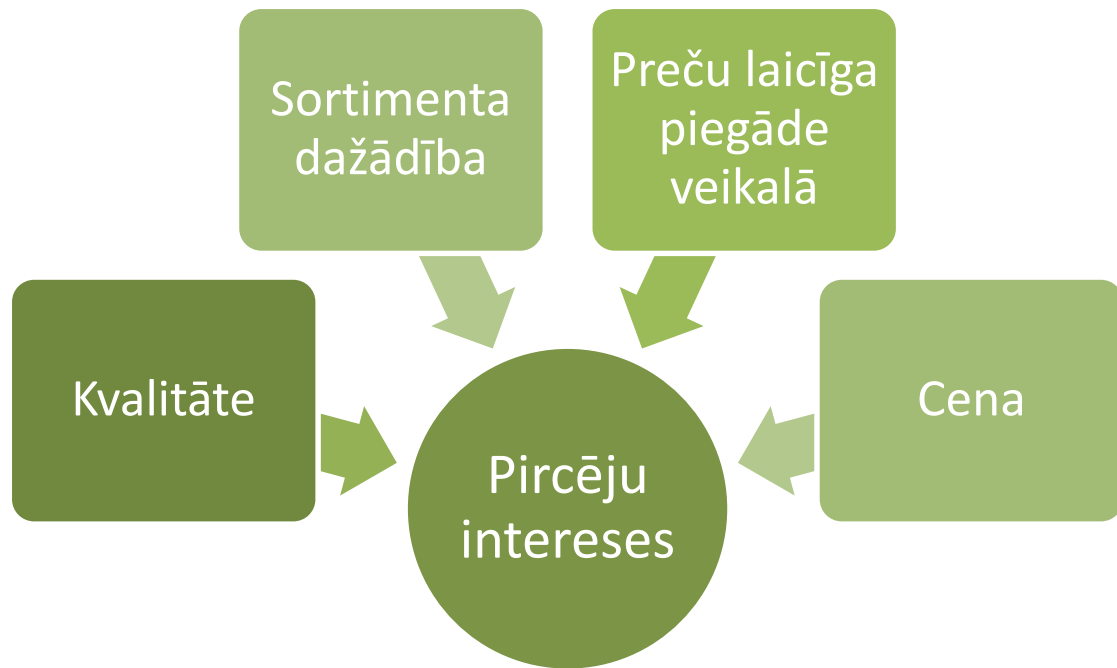 Sortimenta
dažādība
Preču laicīga
piegāde
veikalā
Kvalitāte
Cena
Pircēju
intereses